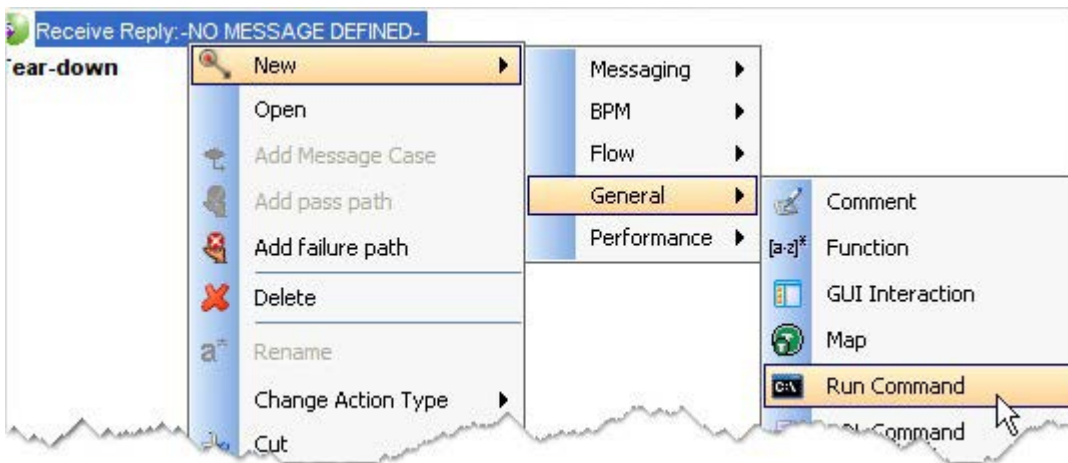 Receive Reply:-NO MESSAGE DEFINED-
Tear-down
New
Open
Add Message Case
Add pass path
Add failure path
Delete
a*
Rename
Change Action Type
Cut
Messaging
BPM
Flow
General
Performance
Comment
[a-z]*
Function
GUI Interaction
Map
C:\
Run Command
Command